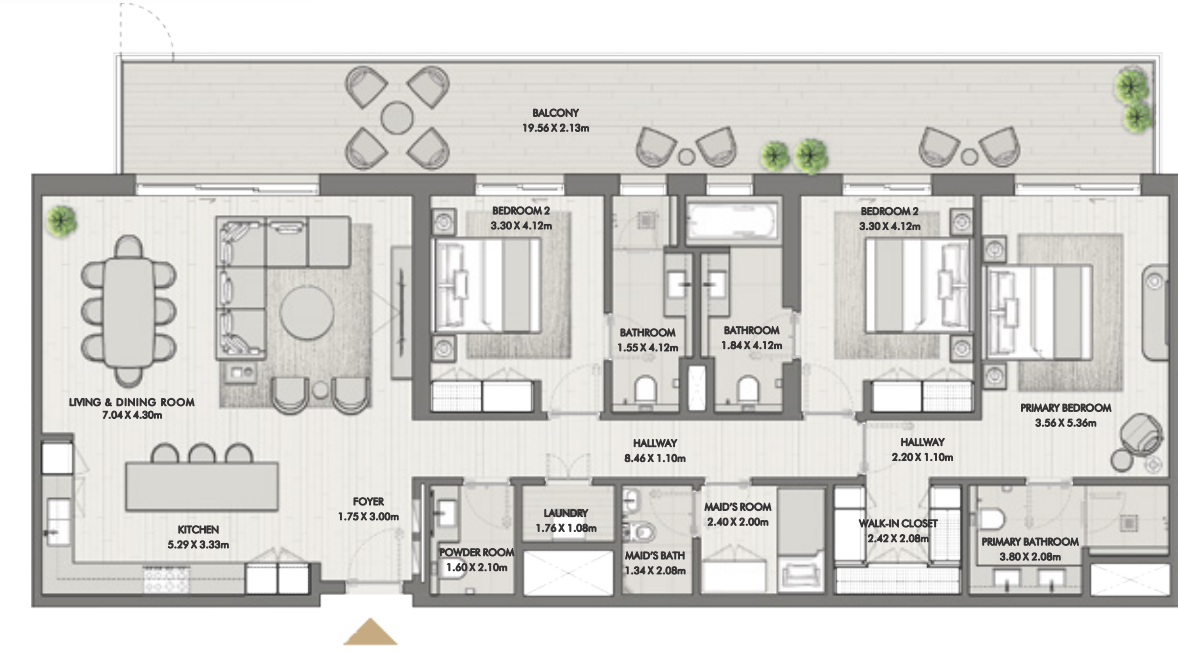 BALCONY
19.56 X 2.13m
BEDROOM 2
3.30 X 4.12m
BEDROOM 2
3.30 X 4.12m
BATHROOM
1.55 X 4.12m
BATHROOM
1.84 X 4.12m
LIVING & DINING ROOM
7.04 X 4.30m
PRIMARY BEDROOM
3.56 X 5.36m
HALLWAY
8.46 X 1.10m
HALLWAY
2.20 X 1.10m
FOYER
1.75 X 3.00m
KITCHEN
5.29 X 3.33m
LAUNDRY
1.76 X 1.08m
MAID'S ROOM
2.40 X 2.00m
WALK-IN CLOSET
2.42 X 2.08m
POWDER ROOM
1.60 X 2.10m
MAID'S BATH
1.34 X 2.08m
PRIMARY BATHROOM
3.80 X 2.08m